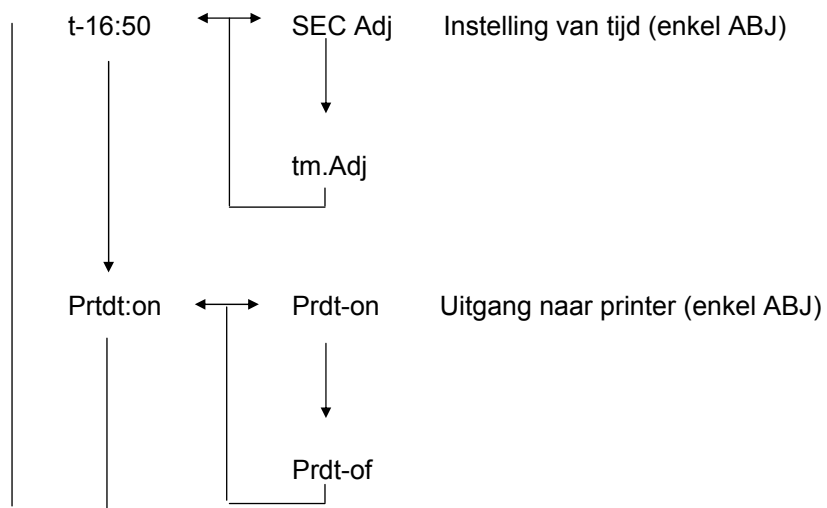 t-16:50 SEC Adj Instelling van tijd (enkel ABJ)
tm.Adj
Prtdt:on Prdt-on Uitgang naar printer (enkel ABJ)
Prdt-of